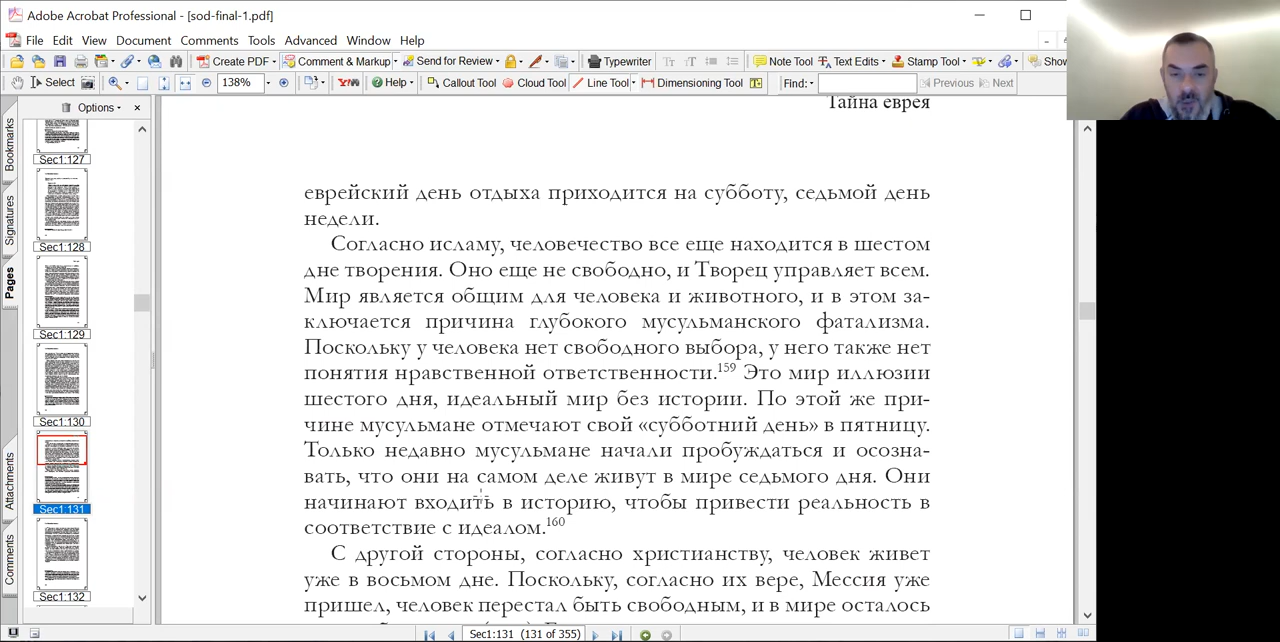 Adobe Acrobat Professional - [sod-final-1.pdf]
File Edit View Document Comments Tools Advanced Window Help
Create PDF Comment & Markup Send for Review Typewriter Note Tool Text Edits Stamp Tool Show
Select 138% Help Callout Tool Cloud Tool Line Tool Dimensioning Tool Find: Previous Next
Options
Bookmarks
Signatures
Pages
Attachments
Comments
Sec1:127
Sec1:128
Sec1:129
Sec1:130
Sec1:131
Sec1:132
Тайна еврея
еврейский день отдыха приходится на субботу, седьмой день
недели.
Согласно исламу, человечество все еще находится в шестом
дне творения. Оно еще не свободно, и Творец управляет всем.
Мир является общим для человека и животного, и в этом за-
ключается причина глубокого мусульманского фатализма.
Поскольку у человека нет свободного выбора, у него также нет
понятия нравственной ответственности.159 Это мир иллюзии
шестого дня, идеальный мир без истории. По этой же при-
чине мусульмане отмечают свой «субботний день» в пятницу.
Только недавно мусульмане начали пробуждаться и осозна-
вать, что они на самом деле живут в мире седьмого дня. Они
начинают входить в историю, чтобы привести реальность в
соответствие с идеалом.160
С другой стороны, согласно христианству, человек живет
уже в восьмом дне. Поскольку, согласно их вере, Мессия уже
пришел, человек перестал быть свободным, и в мире осталось
Sec1:131 (131 of 355)